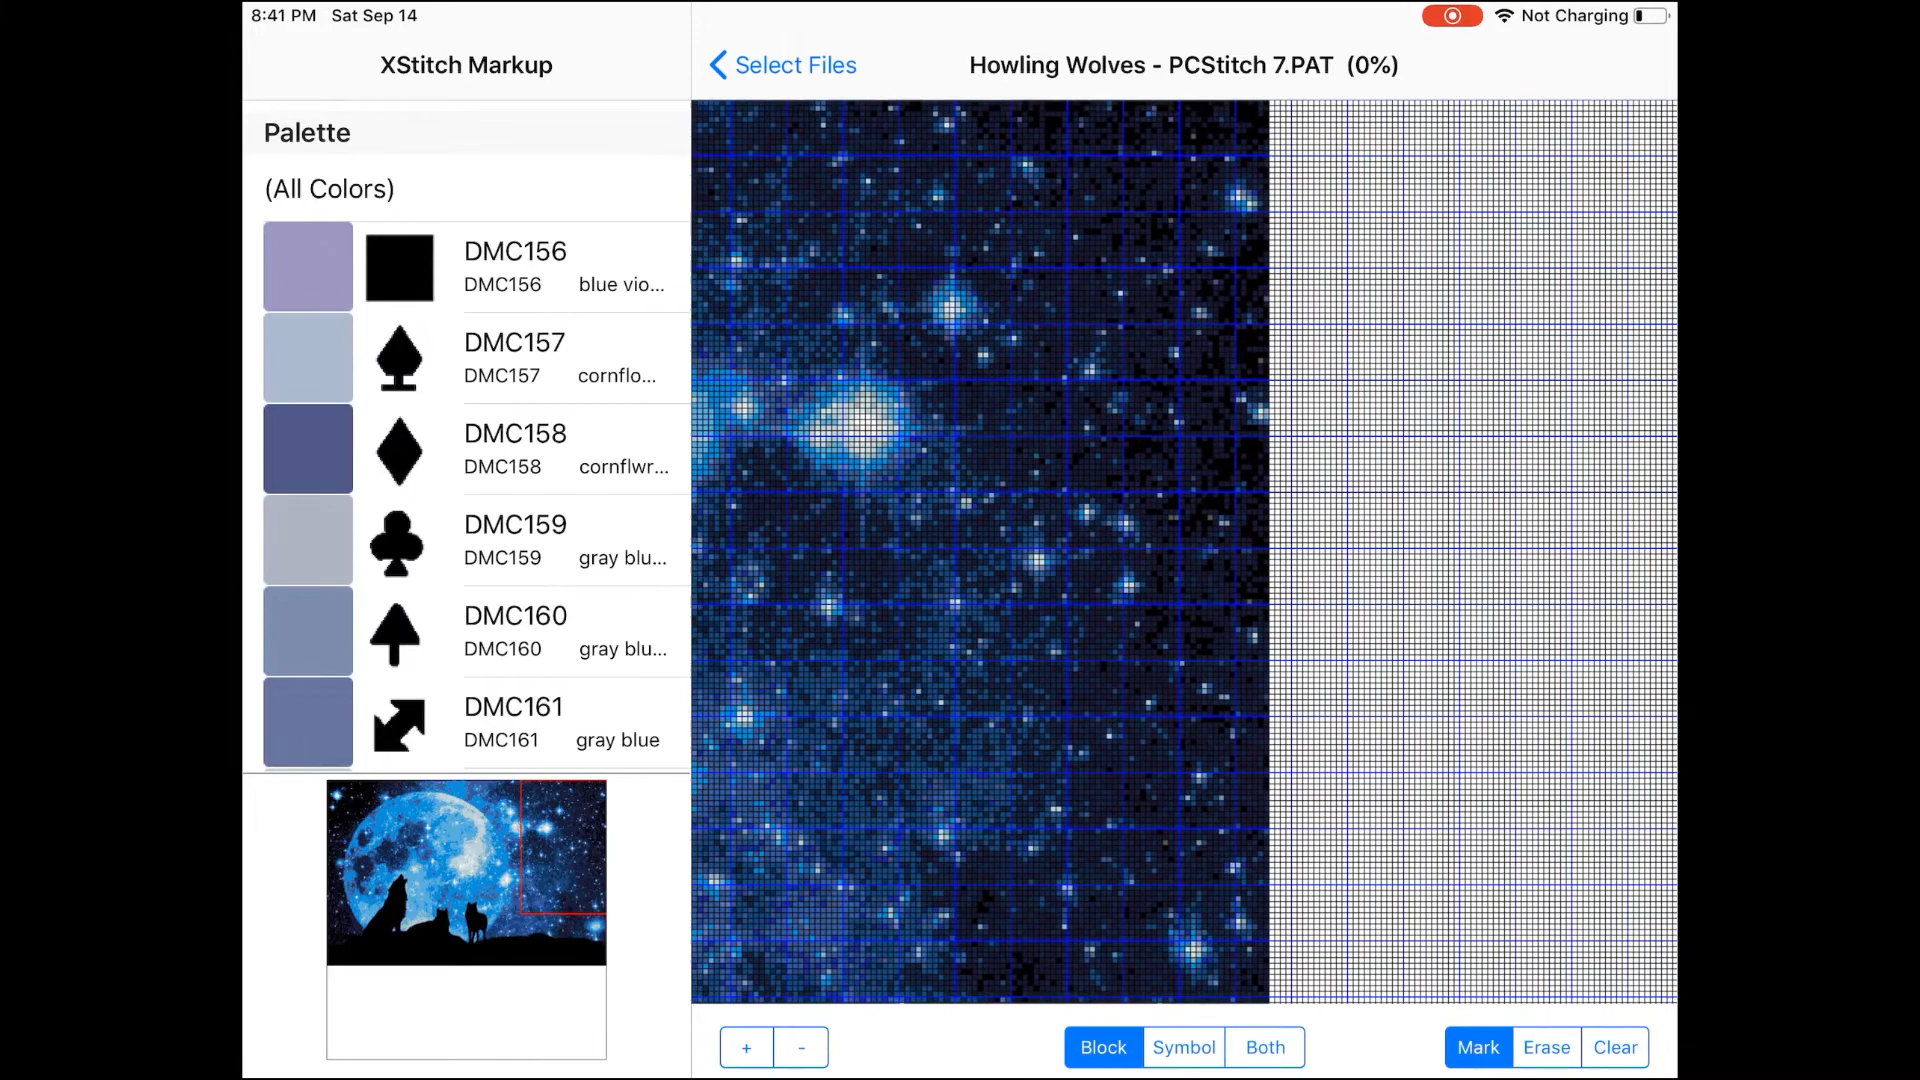 8:41 PM Sat Sep 14
Not Charging
XStitch Markup
Select Files
Howling Wolves - PCStitch 7.PAT (0%)
Palette
(All Colors)
DMC156
DMC156 blue vio...
DMC157
DMC157 cornflo...
DMC158
DMC158 cornflwr...
DMC159
DMC159 gray blu...
DMC160
DMC160 gray blu...
DMC161
DMC161 gray blue
+ -
Block Symbol Both
Mark Erase Clear